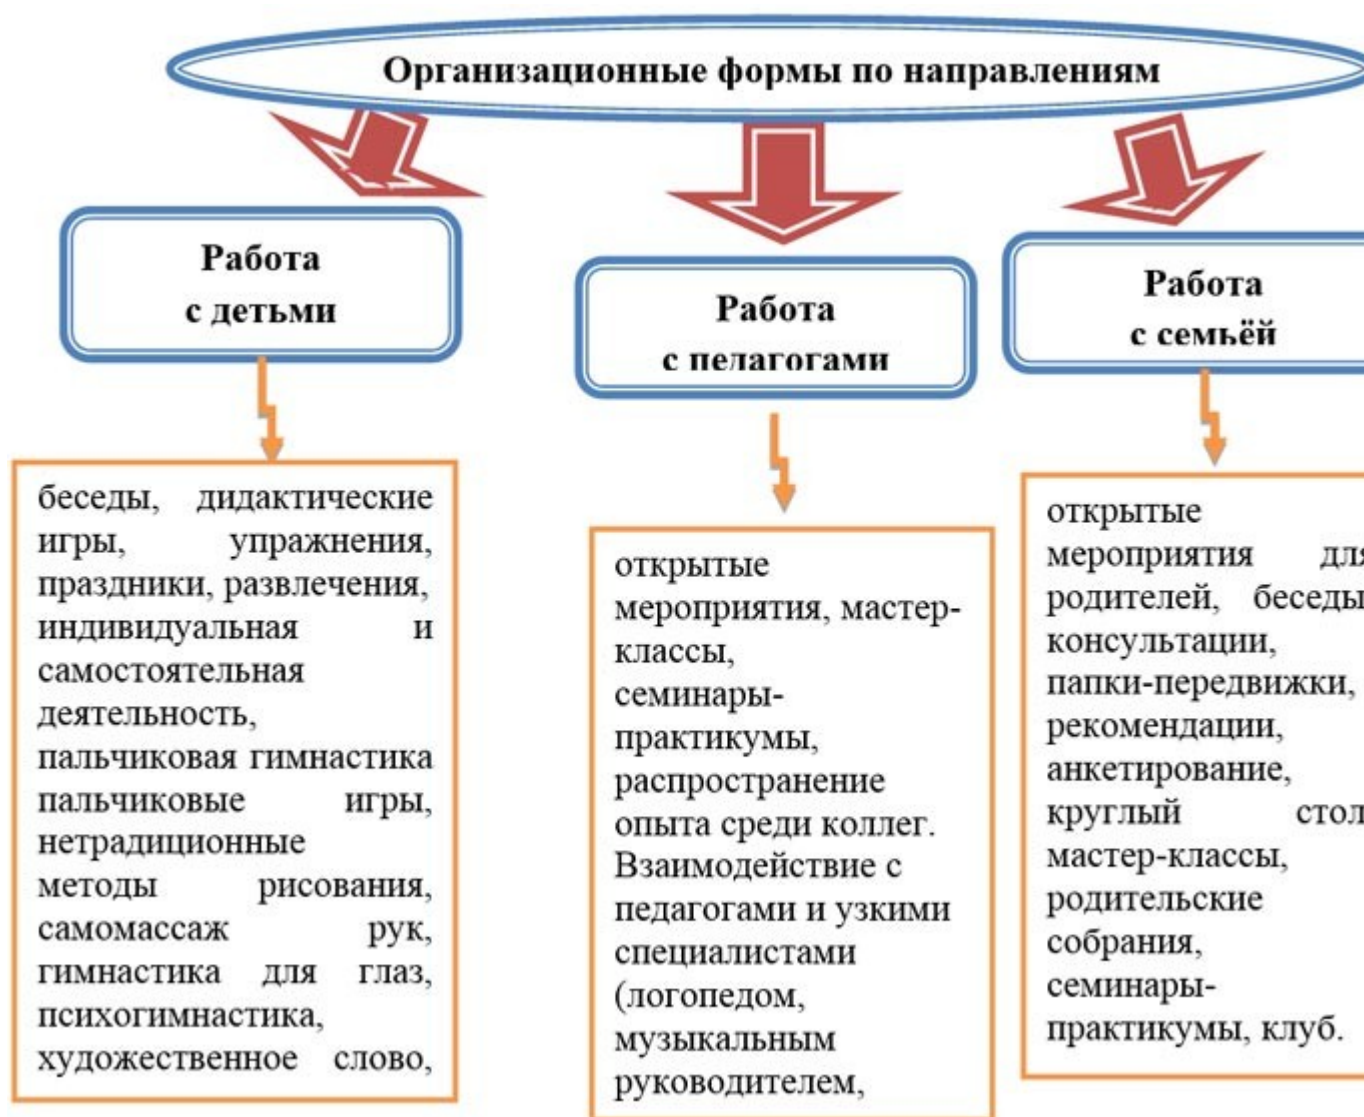 Организационные формы по направлениям
Работа
с детьми
беседы, дидактические
игры, упражнения,
праздники, развлечения,
индивидуальная и
самостоятельная
деятельность,
пальчиковая гимнастика
пальчиковые игры,
нетрадиционные
методы рисования,
самомассаж рук,
гимнастика для глаз,
психогимнастика,
художественное слово,
Работа
с педагогами
открытые
мероприятия, мастер-
классы,
семинары-
практикумы,
распространение
опыта среди коллег.
Взаимодействие с
педагогами и узкими
специалистами
(логопедом,
музыкальным
руководителем,
Работа
с семьёй
открытые
мероприятия для
родителей, беседы,
консультации,
папки-передвижки,
рекомендации,
анкетирование,
круглый стол
мастер-классы,
родительские
собрания,
семинары-
практикумы, клуб.